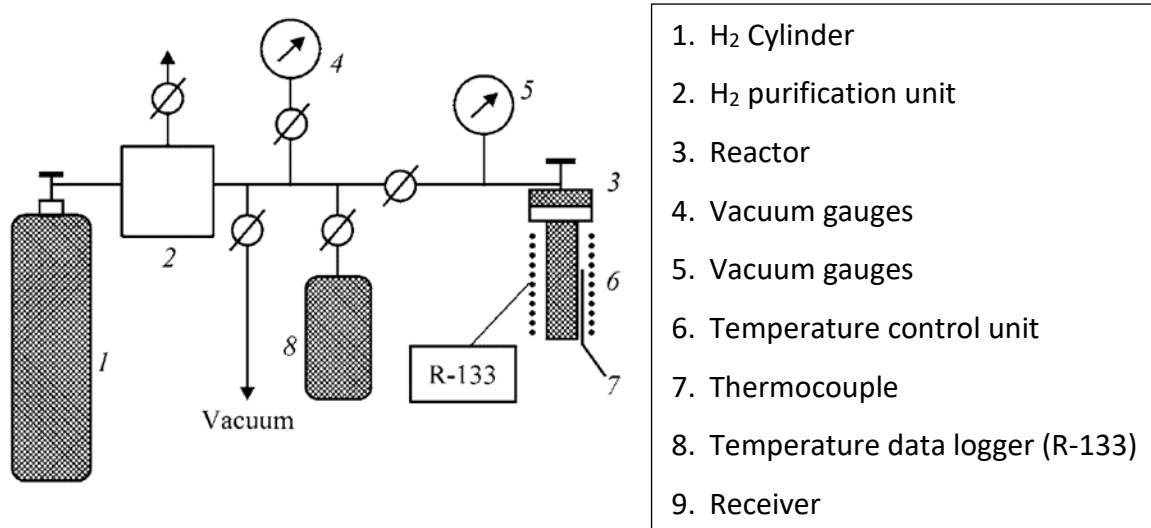 4
5
3
2
6
1
8
R-133
7
Vacuum
1. H₂ Cylinder
2. H₂ purification unit
3. Reactor
4. Vacuum gauges
5. Vacuum gauges
6. Temperature control unit
7. Thermocouple
8. Temperature data logger (R-133)
9. Receiver